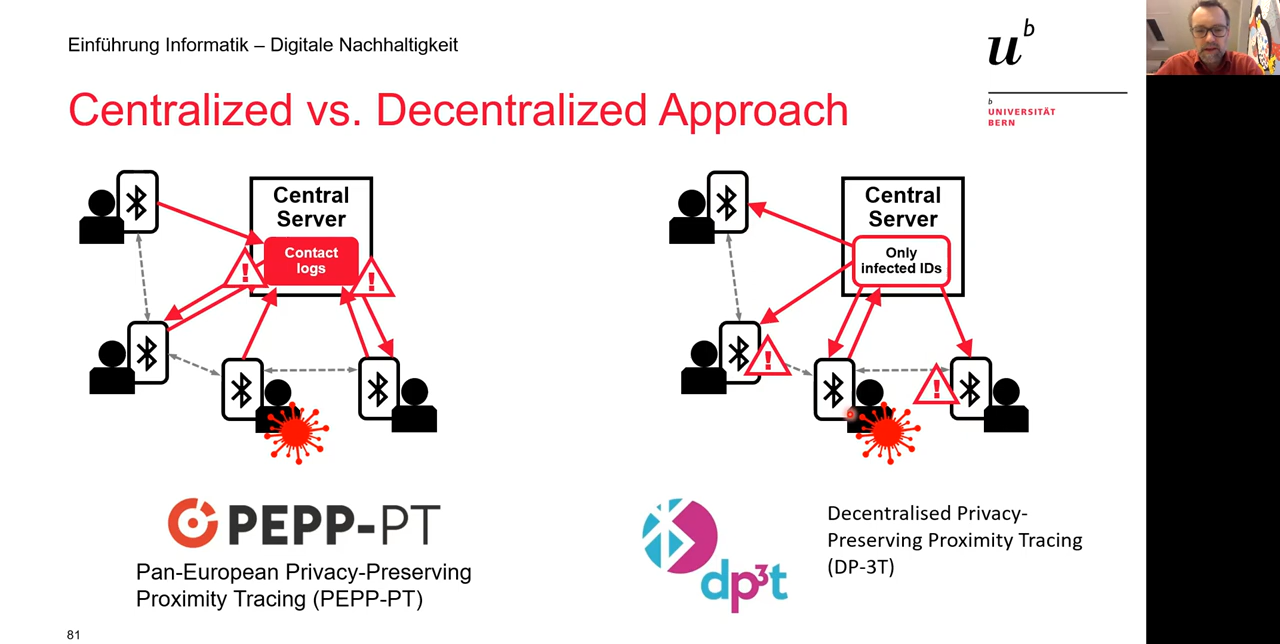 Einführung Informatik – Digitale Nachhaltigkeit
u^b
b
UNIVERSITÄT
BERN
Centralized vs. Decentralized Approach
Central
Server
Contact
logs
!
!
Central
Server
Only
infected IDs
!
!
PEPP-PT
Pan-European Privacy-Preserving
Proximity Tracing (PEPP-PT)
dp³t
Decentralised Privacy-
Preserving Proximity Tracing
(DP-3T)
81